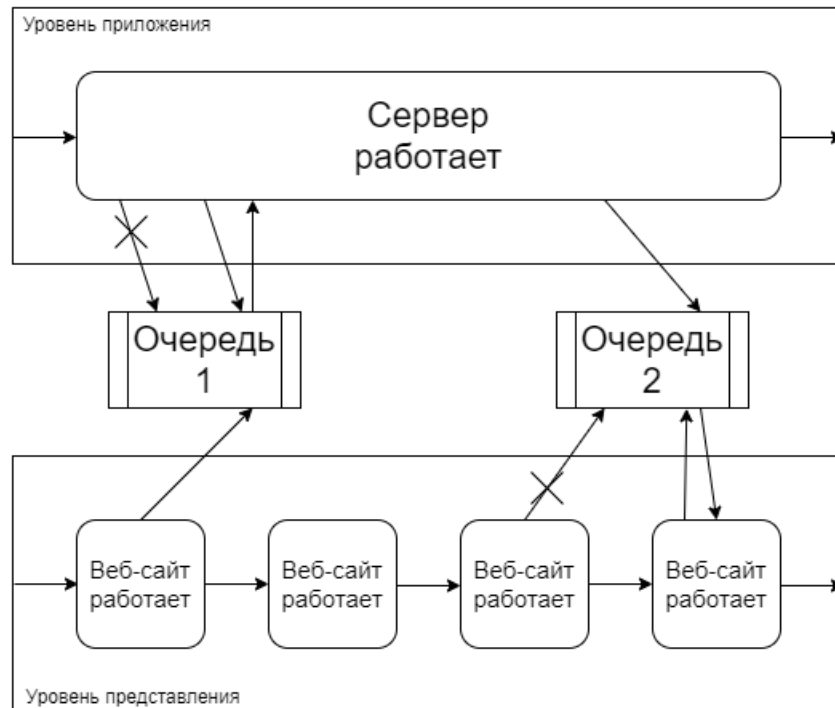 Уровень приложения
Сервер
работает
Очередь
1
Очередь
2
Веб-сайт
работает
Веб-сайт
работает
Веб-сайт
работает
Веб-сайт
работает
Уровень представления